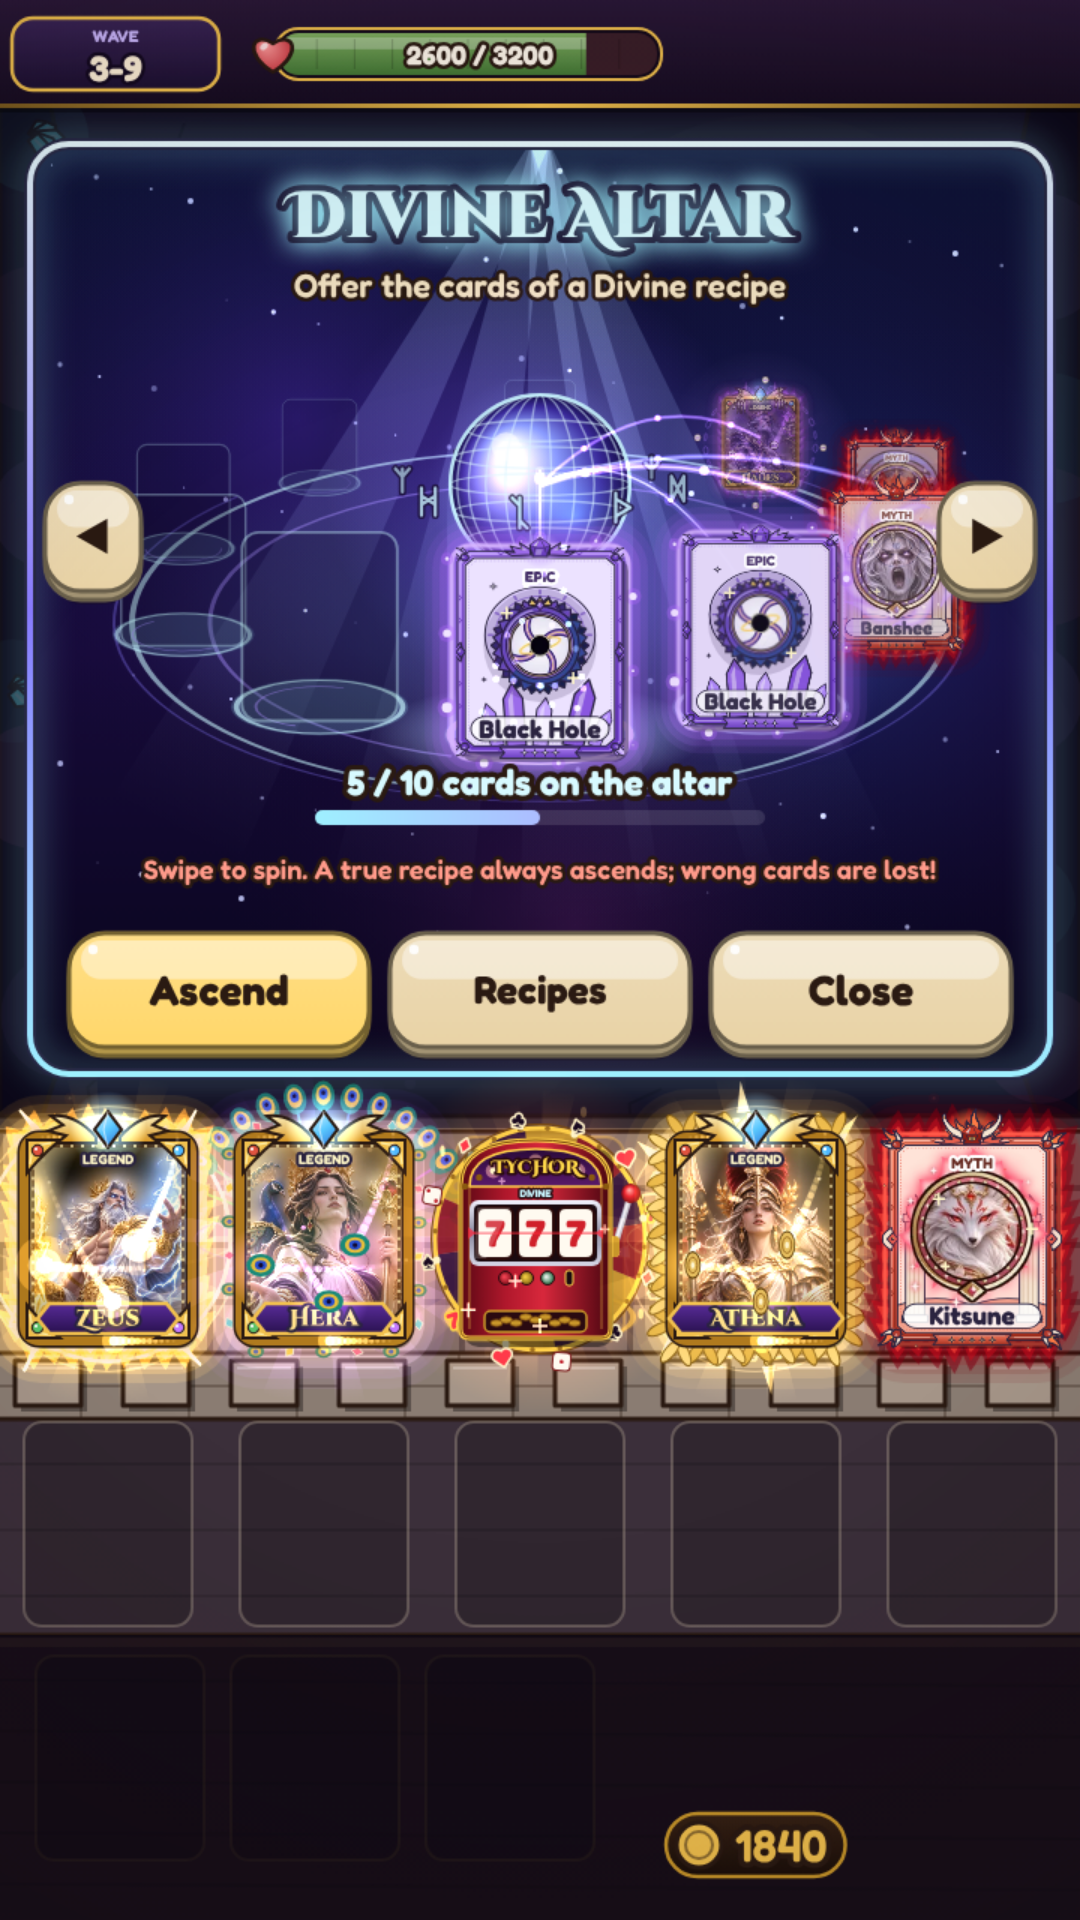 WAVE
3-9
2600 / 3200
DIVINE ALTAR
Offer the cards of a Divine recipe
HADES
MYTH
MYTH
Banshee
EPIC
Black Hole
EPIC
Black Hole
5 / 10 cards on the altar
Swipe to spin. A true recipe always ascends; wrong cards are lost!
Ascend
Recipes
Close
LEGEND
ZEUS
LEGEND
HERA
TYCHOR
DIVINE
777
LEGEND
ATHENA
MYTH
Kitsune
1840